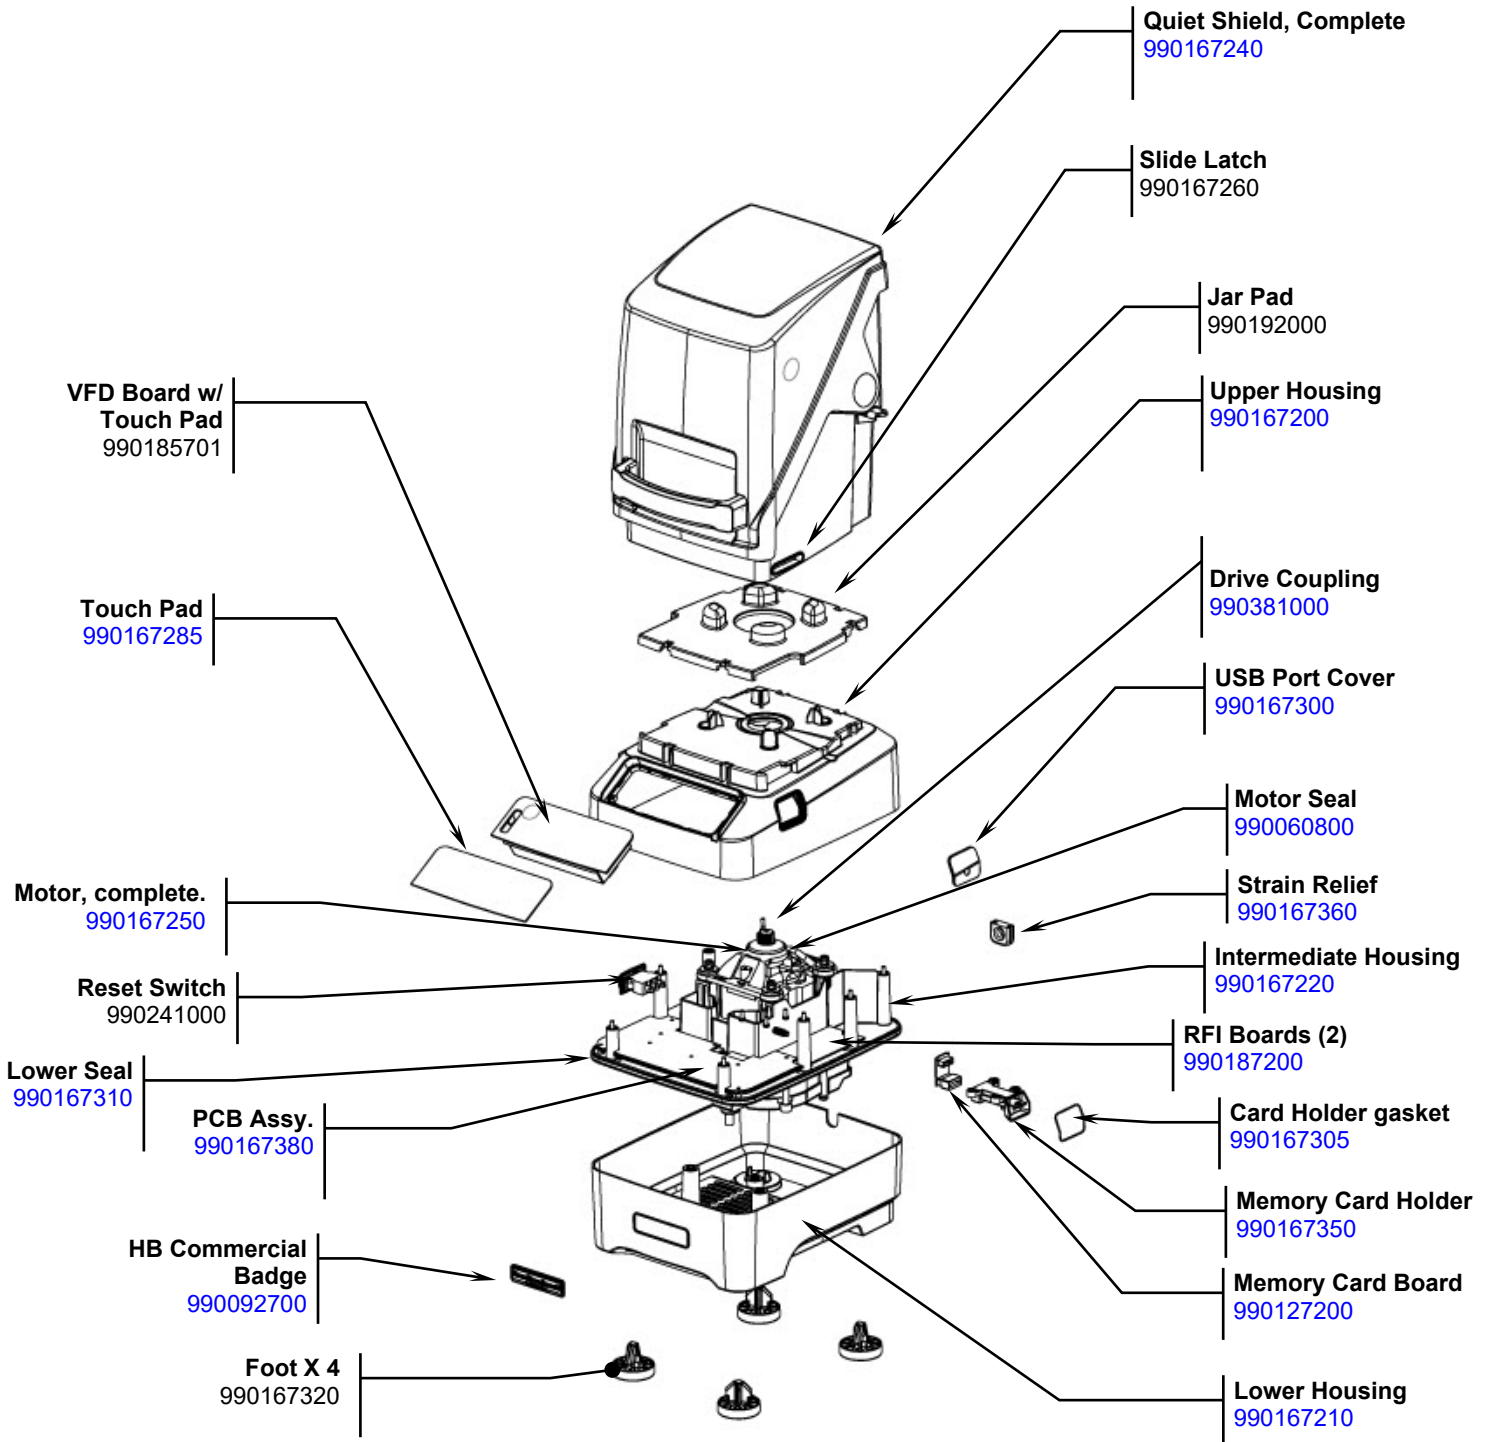 Quiet Shield, Complete
990167240
Slide Latch
990167260
Jar Pad
990192000
VFD Board w/
Touch Pad
990185701
Upper Housing
990167200
Touch Pad
990167285
Drive Coupling
990381000
USB Port Cover
990167300
Motor Seal
990060800
Motor, complete.
990167250
Strain Relief
990167360
Reset Switch
990241000
Intermediate Housing
990167220
RFI Boards (2)
990187200
Lower Seal
990167310
PCB Assy.
990167380
Card Holder gasket
990167305
Memory Card Holder
990167350
HB Commercial
Badge
990092700
Memory Card Board
990127200
Foot X 4
990167320
Lower Housing
990167210